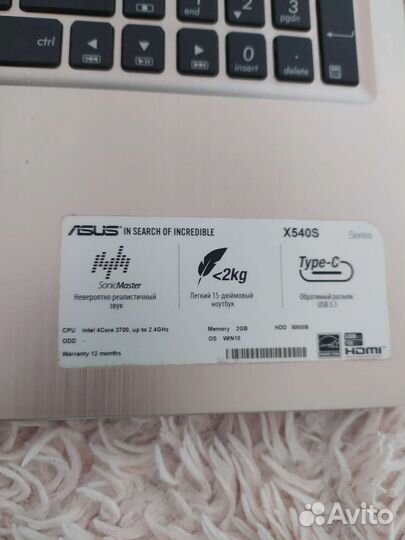 end
2
3
pgdn
ctrl
0
insert
.
delete
ASUS IN SEARCH OF INCREDIBLE
X540S Series
SonicMaster
Невероятно реалистичный
звук
<2kg
Легкий 15-дюймовый
ноутбук
Type-C
Обратимый разъем
USB 3.1
CPU Intel 4Core 3700, up to 2.4GHz
Memory 2GB
HDD 500GB
ODD -
OS WIN10
Warranty 12 months
HDMI
Avito